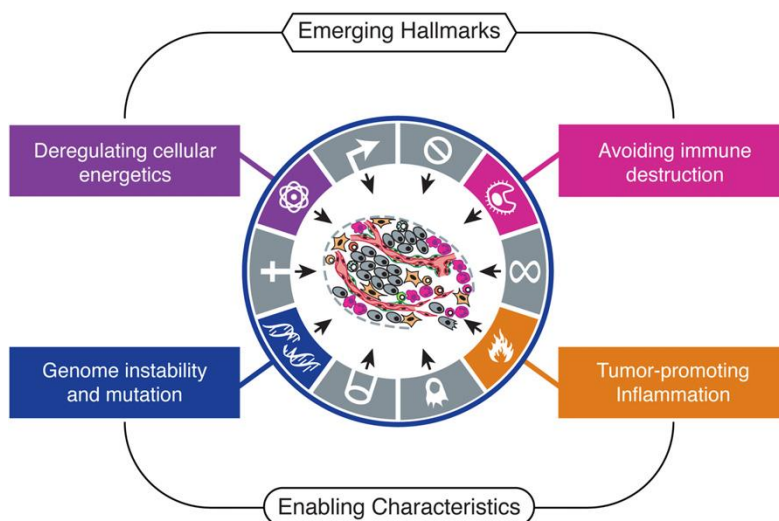 Emerging Hallmarks
Deregulating cellular
energetics
Avoiding immune
destruction
Genome instability
and mutation
Tumor-promoting
Inflammation
Enabling Characteristics